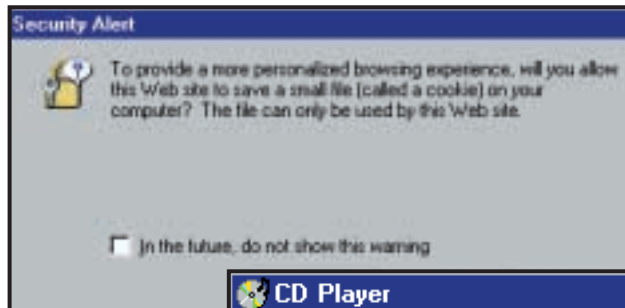 Security Alert
To provide a more personalized browsing experience, will you allow
this Web site to save a small file (called a cookie) on your
computer? The file can only be used by this Web site.
In the future, do not show this warning
CD Player